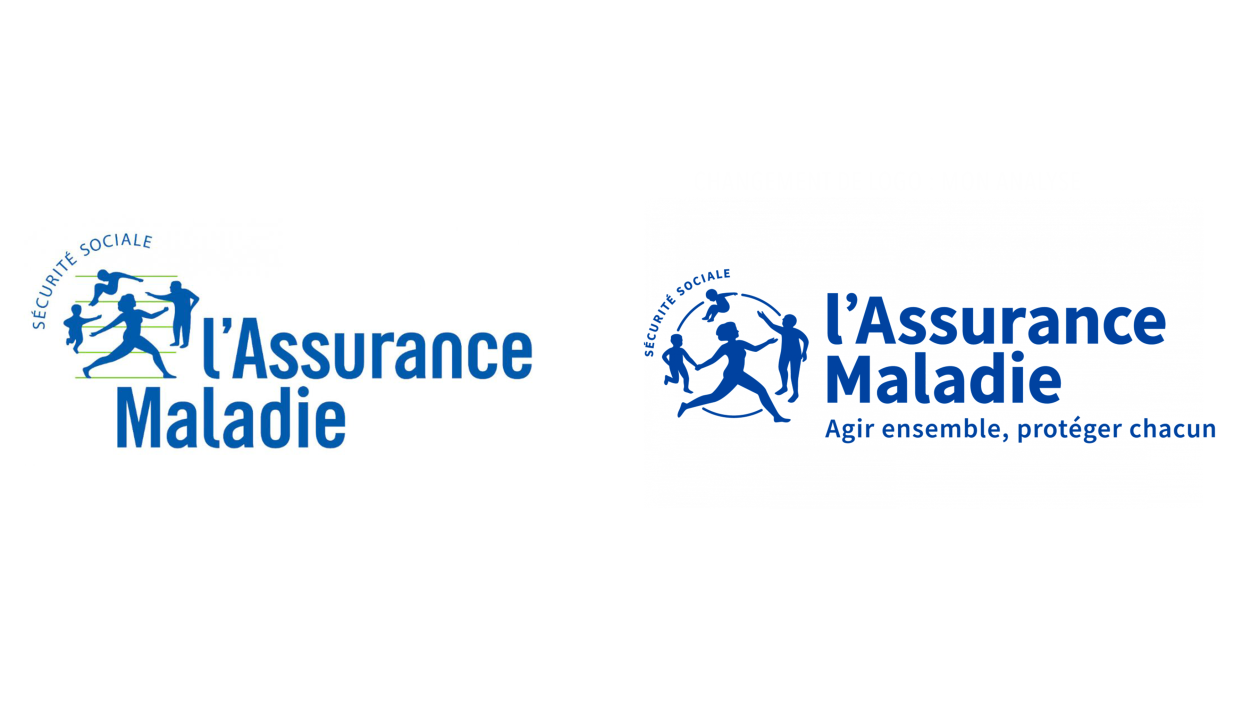 SÉCURITÉ SOCIALE
l'Assurance
Maladie
SÉCURITÉ SOCIALE
l'Assurance
Maladie
Agir ensemble, protéger chacun